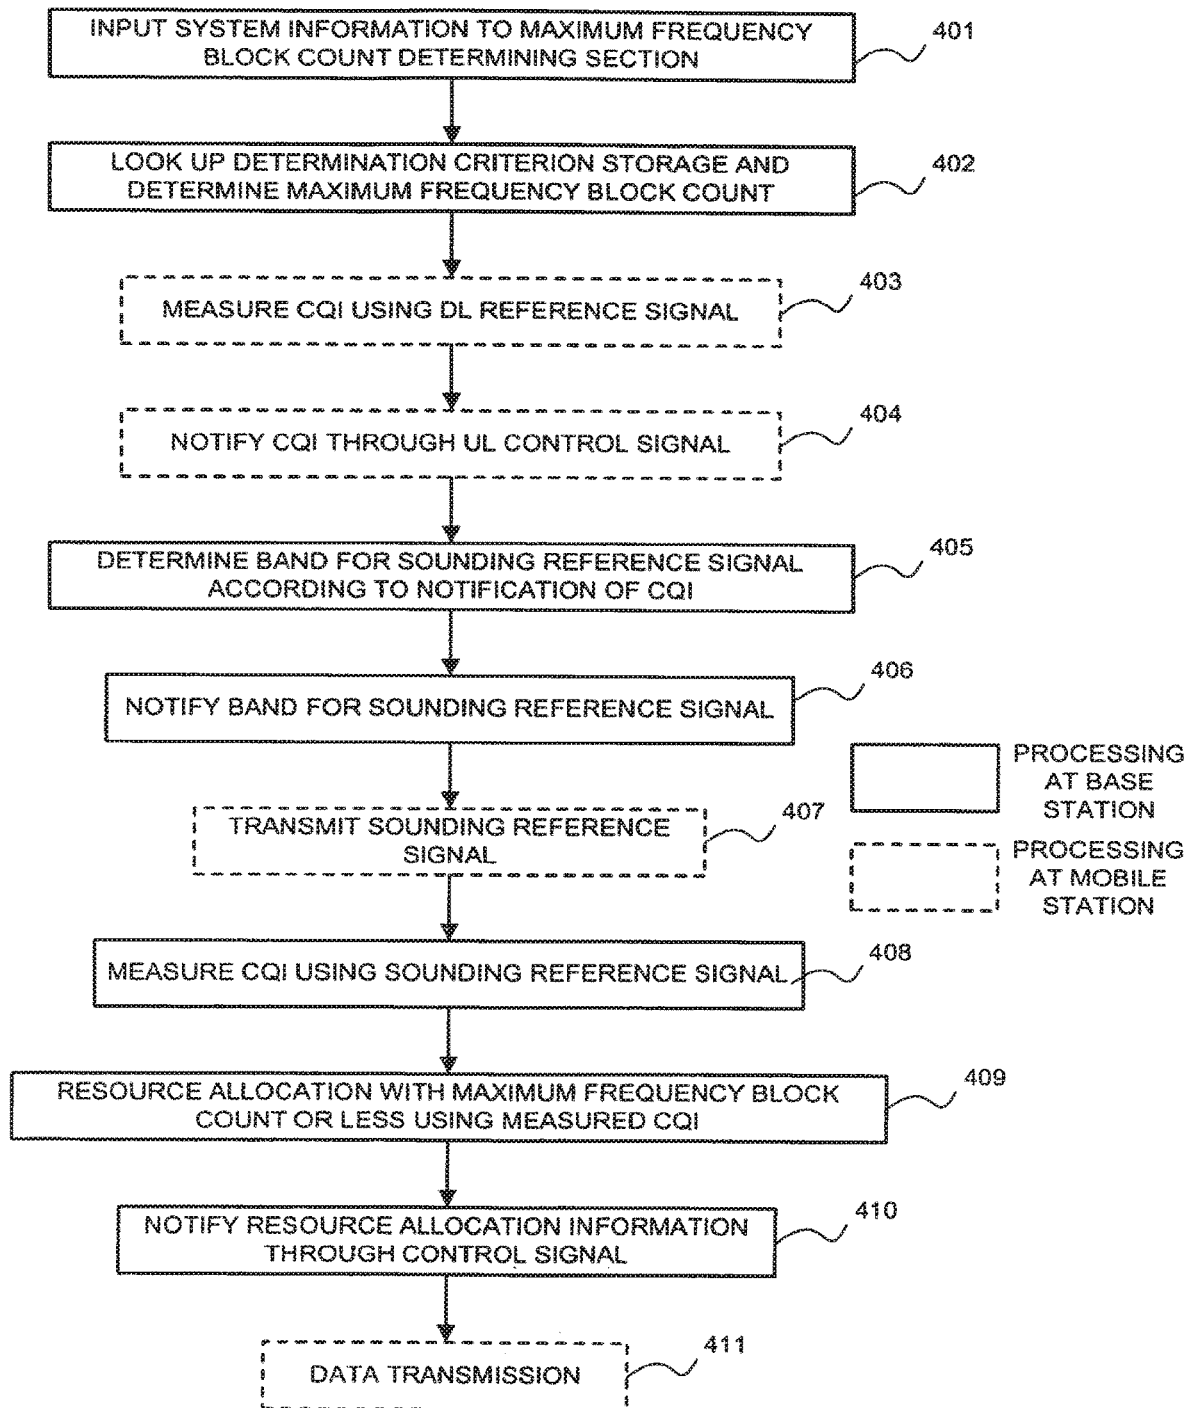 INPUT SYSTEM INFORMATION TO MAXIMUM FREQUENCY
BLOCK COUNT DETERMINING SECTION
401
LOOK UP DETERMINATION CRITERION STORAGE AND
DETERMINE MAXIMUM FREQUENCY BLOCK COUNT
402
MEASURE CQI USING DL REFERENCE SIGNAL
403
NOTIFY CQI THROUGH UL CONTROL SIGNAL
404
DETERMINE BAND FOR SOUNDING REFERENCE SIGNAL
ACCORDING TO NOTIFICATION OF CQI
405
NOTIFY BAND FOR SOUNDING REFERENCE SIGNAL
406
PROCESSING
AT BASE
STATION
TRANSMIT SOUNDING REFERENCE
SIGNAL
407
PROCESSING
AT MOBILE
STATION
MEASURE CQI USING SOUNDING REFERENCE SIGNAL
408
RESOURCE ALLOCATION WITH MAXIMUM FREQUENCY BLOCK
COUNT OR LESS USING MEASURED CQI
409
NOTIFY RESOURCE ALLOCATION INFORMATION
THROUGH CONTROL SIGNAL
410
DATA TRANSMISSION
411